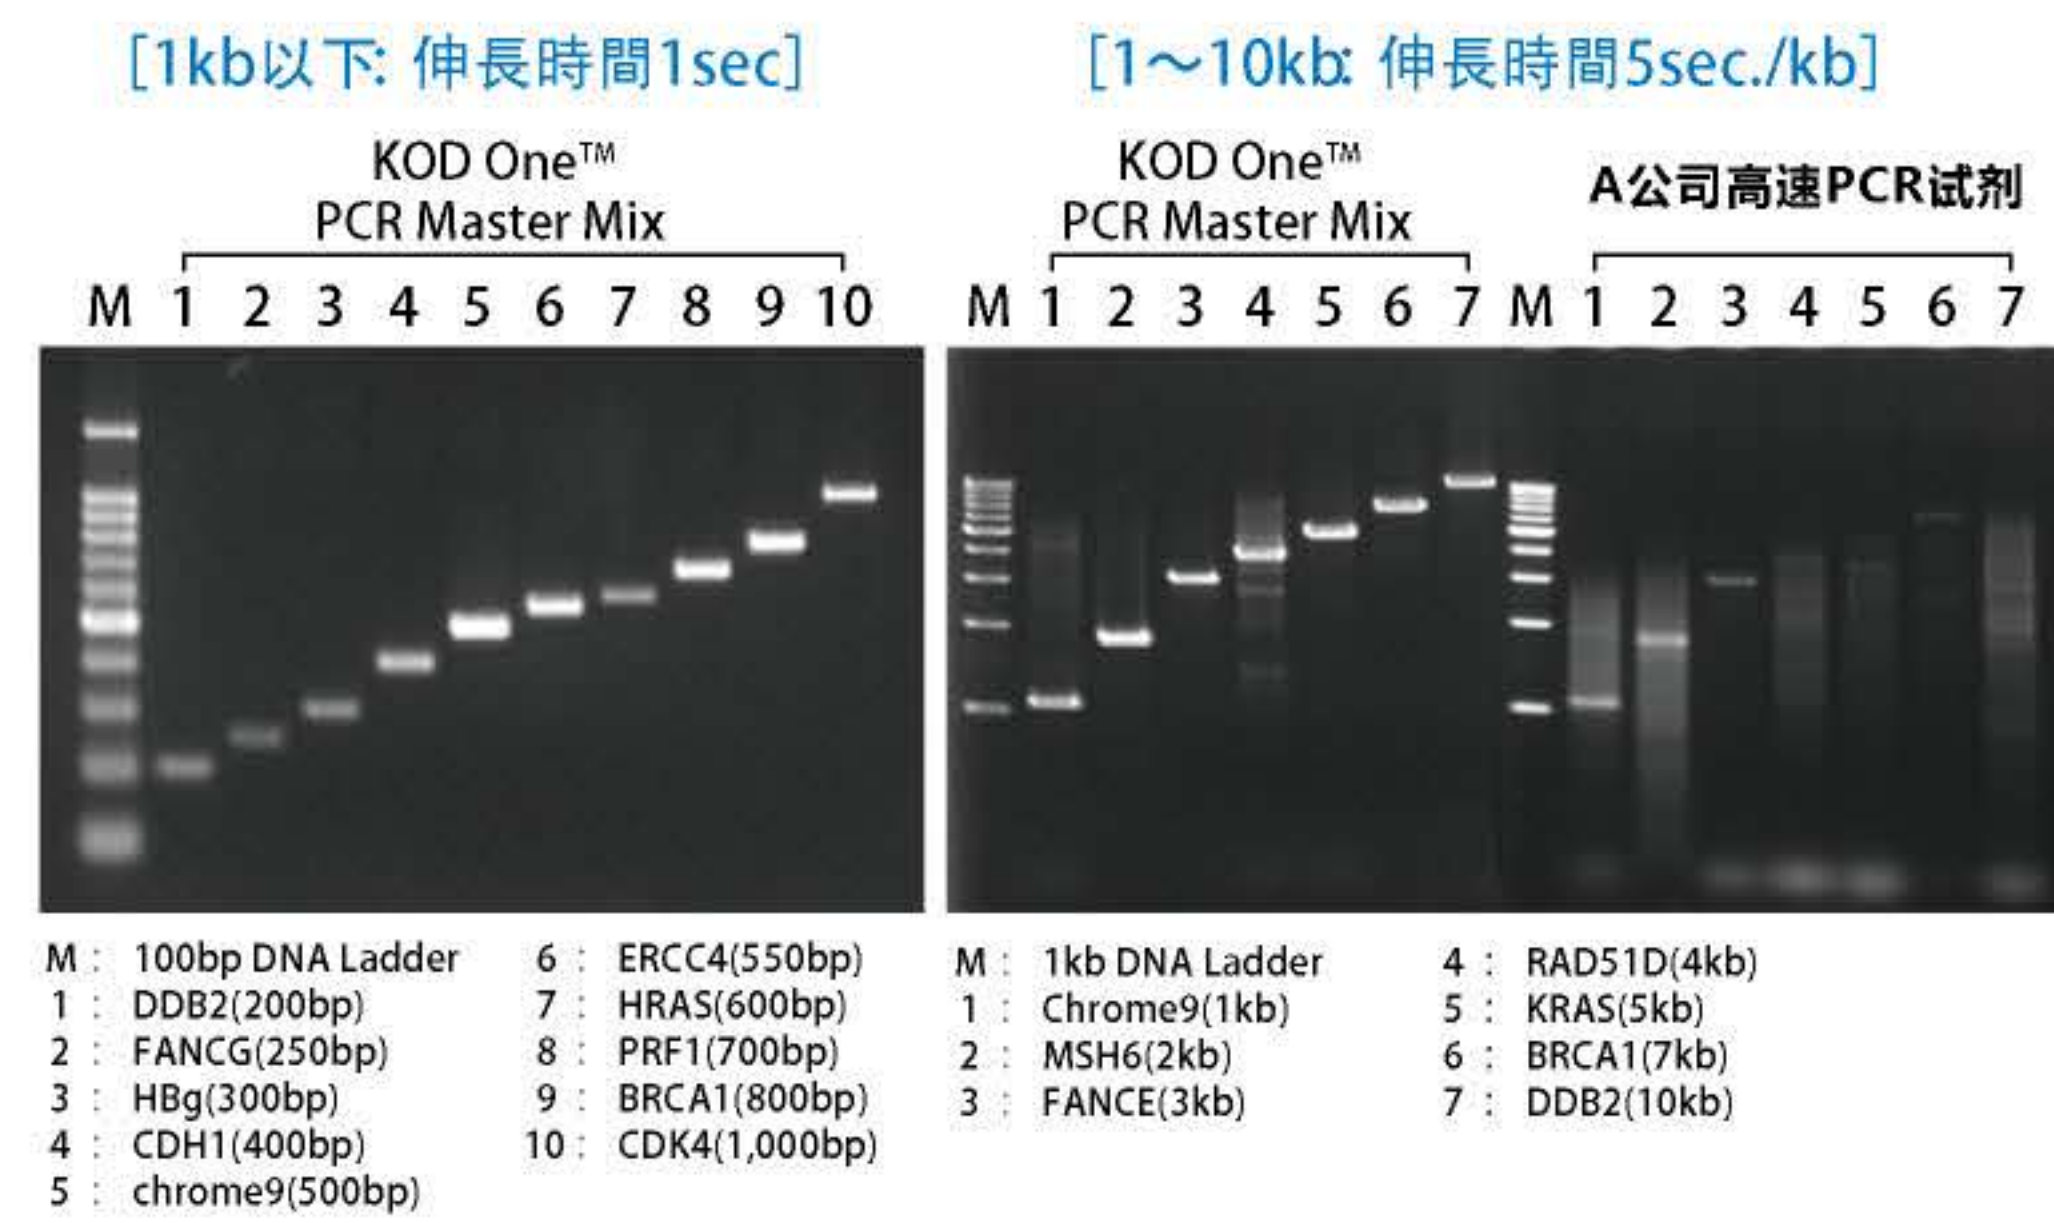 [1kb以下: 伸長時間1sec]
KOD One™
PCR Master Mix
M 1 2 3 4 5 6 7 8 9 10
M : 100bp DNA Ladder
1 : DDB2(200bp)
2 : FANCG(250bp)
3 : HBg(300bp)
4 : CDH1(400bp)
5 : chrome9(500bp)
6 : ERCC4(550bp)
7 : HRAS(600bp)
8 : PRF1(700bp)
9 : BRCA1(800bp)
10 : CDK4(1,000bp)
[1～10kb: 伸長時間5sec./kb]
KOD One™
PCR Master Mix
A公司高速PCR试剂
M 1 2 3 4 5 6 7 M 1 2 3 4 5 6 7
M : 1kb DNA Ladder
1 : Chrome9(1kb)
2 : MSH6(2kb)
3 : FANCE(3kb)
4 : RAD51D(4kb)
5 : KRAS(5kb)
6 : BRCA1(7kb)
7 : DDB2(10kb)